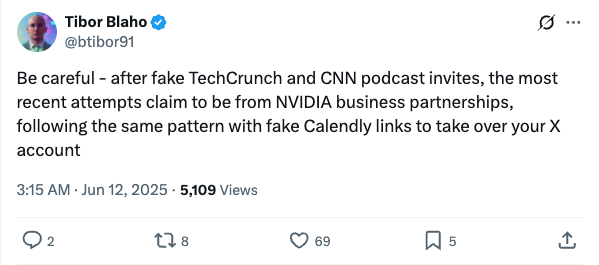 Tibor Blaho
@btibor91
Be careful - after fake TechCrunch and CNN podcast invites, the most
recent attempts claim to be from NVIDIA business partnerships,
following the same pattern with fake Calendly links to take over your X
account
3:15 AM · Jun 12, 2025 · 5,109 Views
2 8 69 5